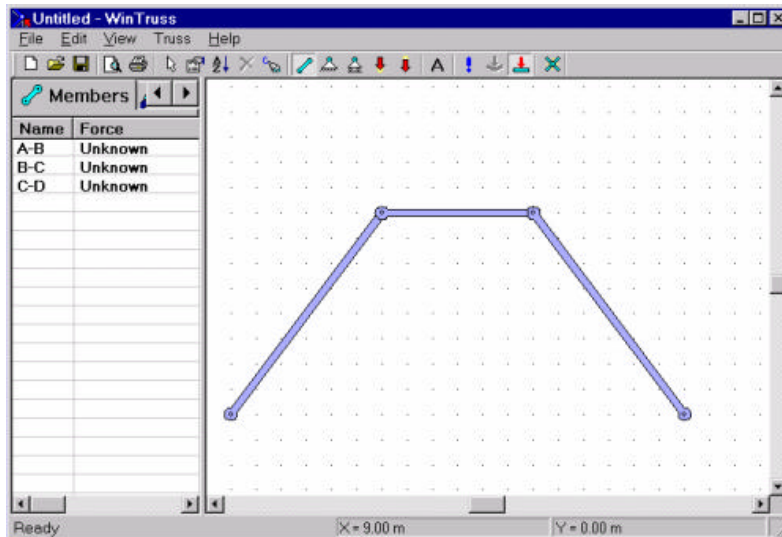 Untitled - WinTruss
File Edit View Truss Help
A
Members
Name Force
A-B Unknown
B-C Unknown
C-D Unknown
Ready X = 9.00 m Y = 0.00 m